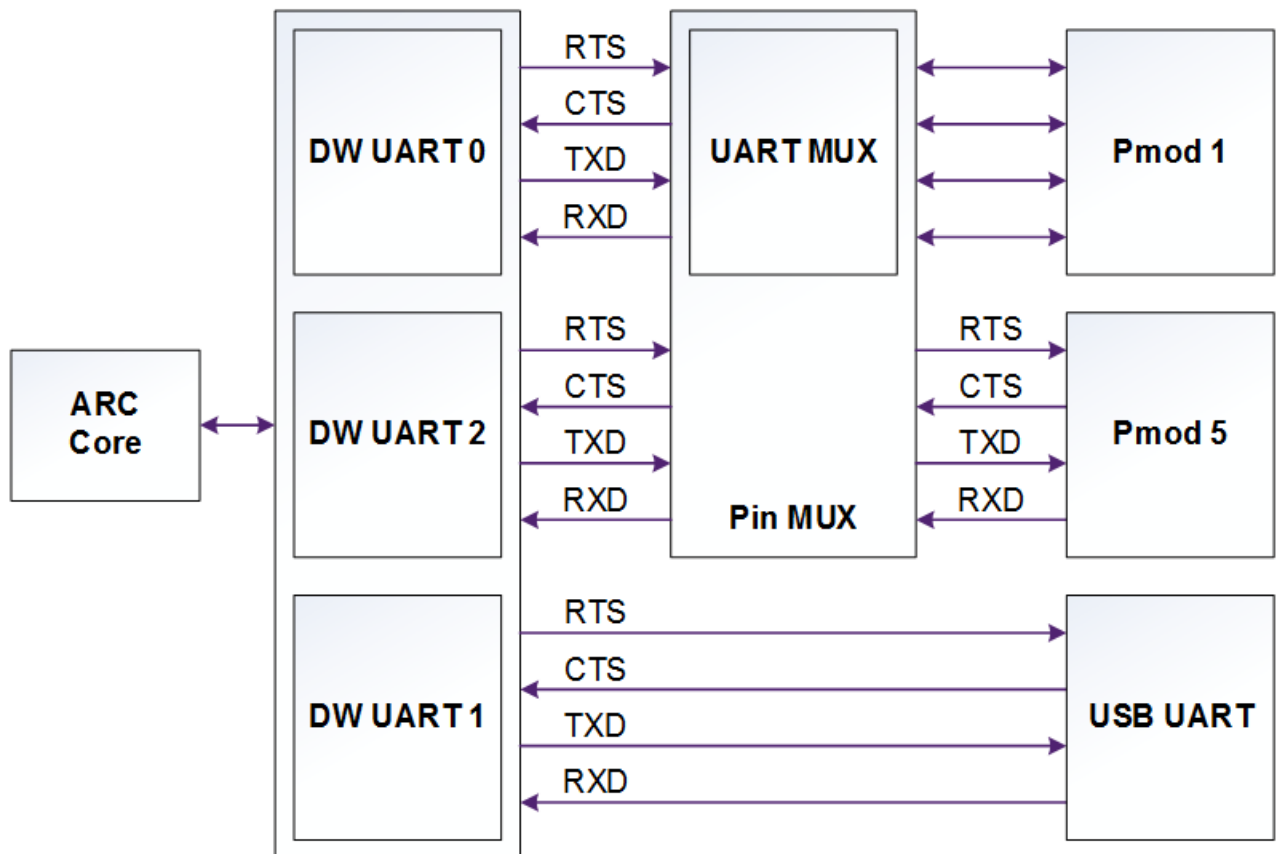 RTS
CTS
DW UART 0
UART MUX
Pmod 1
TXD
RXD
RTS
RTS
ARC
Core
CTS
CTS
DW UART 2
Pmod 5
TXD
TXD
RXD
RXD
Pin MUX
RTS
CTS
DW UART 1
USB UART
TXD
RXD